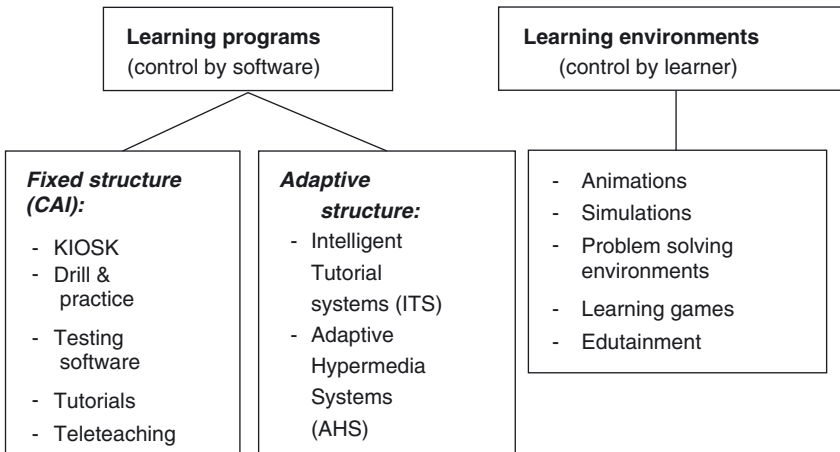 Learning programs
(control by software)
Learning environments
(control by learner)
Fixed structure
(CAI):
- KIOSK
- Drill &
practice
- Testing
software
- Tutorials
- Teleteaching
Adaptive
structure:
- Intelligent
Tutorial
systems (ITS)
- Adaptive
Hypermedia
Systems
(AHS)
- Animations
- Simulations
- Problem solving
environments
- Learning games
- Edutainment